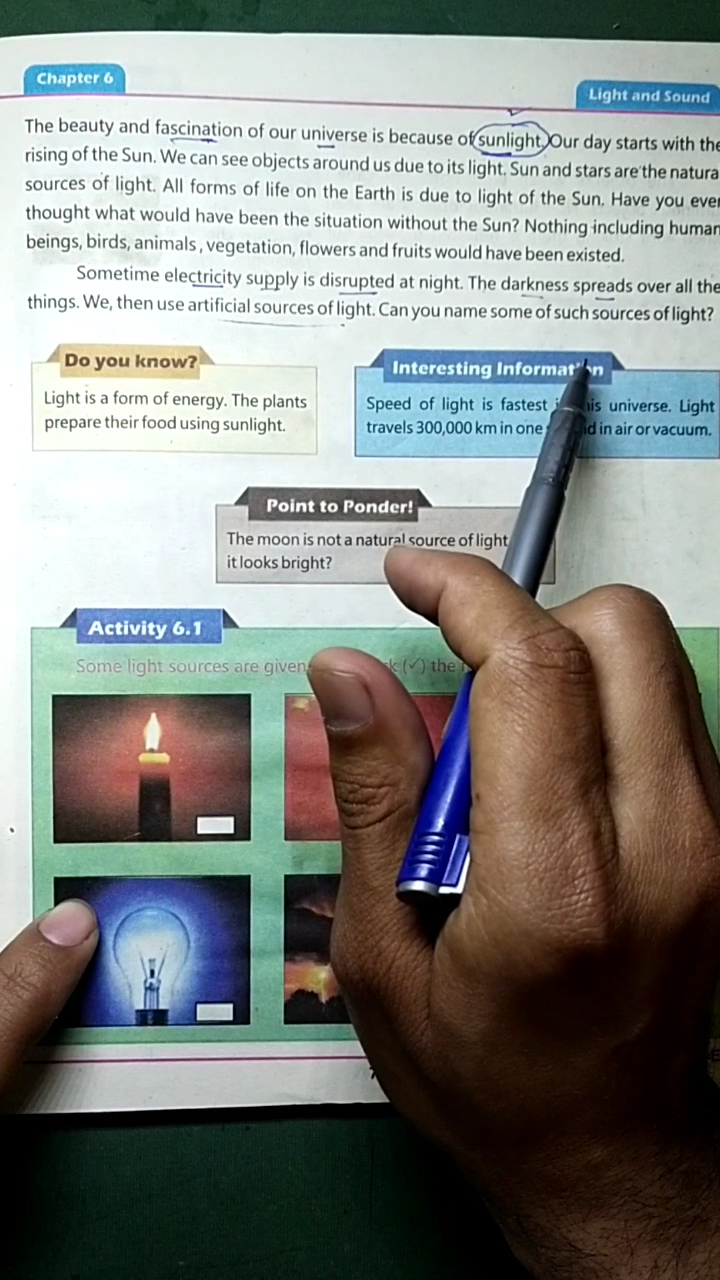 Chapter 6
Light and Sound
The beauty and fascination of our universe is because of sunlight. Our day starts with the
rising of the Sun. We can see objects around us due to its light. Sun and stars are the natura
sources of light. All forms of life on the Earth is due to light of the Sun. Have you ever
thought what would have been the situation without the Sun? Nothing including human
beings, birds, animals, vegetation, flowers and fruits would have been existed.
Sometime electricity supply is disrupted at night. The darkness spreads over all the
things. We, then use artificial sources of light. Can you name some of such sources of light?
Do you know?
Light is a form of energy. The plants
prepare their food using sunlight.
Interesting Information
Speed of light is fastest his universe. Light
travels 300,000 km in one d in air or vacuum.
Point to Ponder!
The moon is not a natural source of light
it looks bright?
Activity 6.1
Some light sources are given k (✓) the